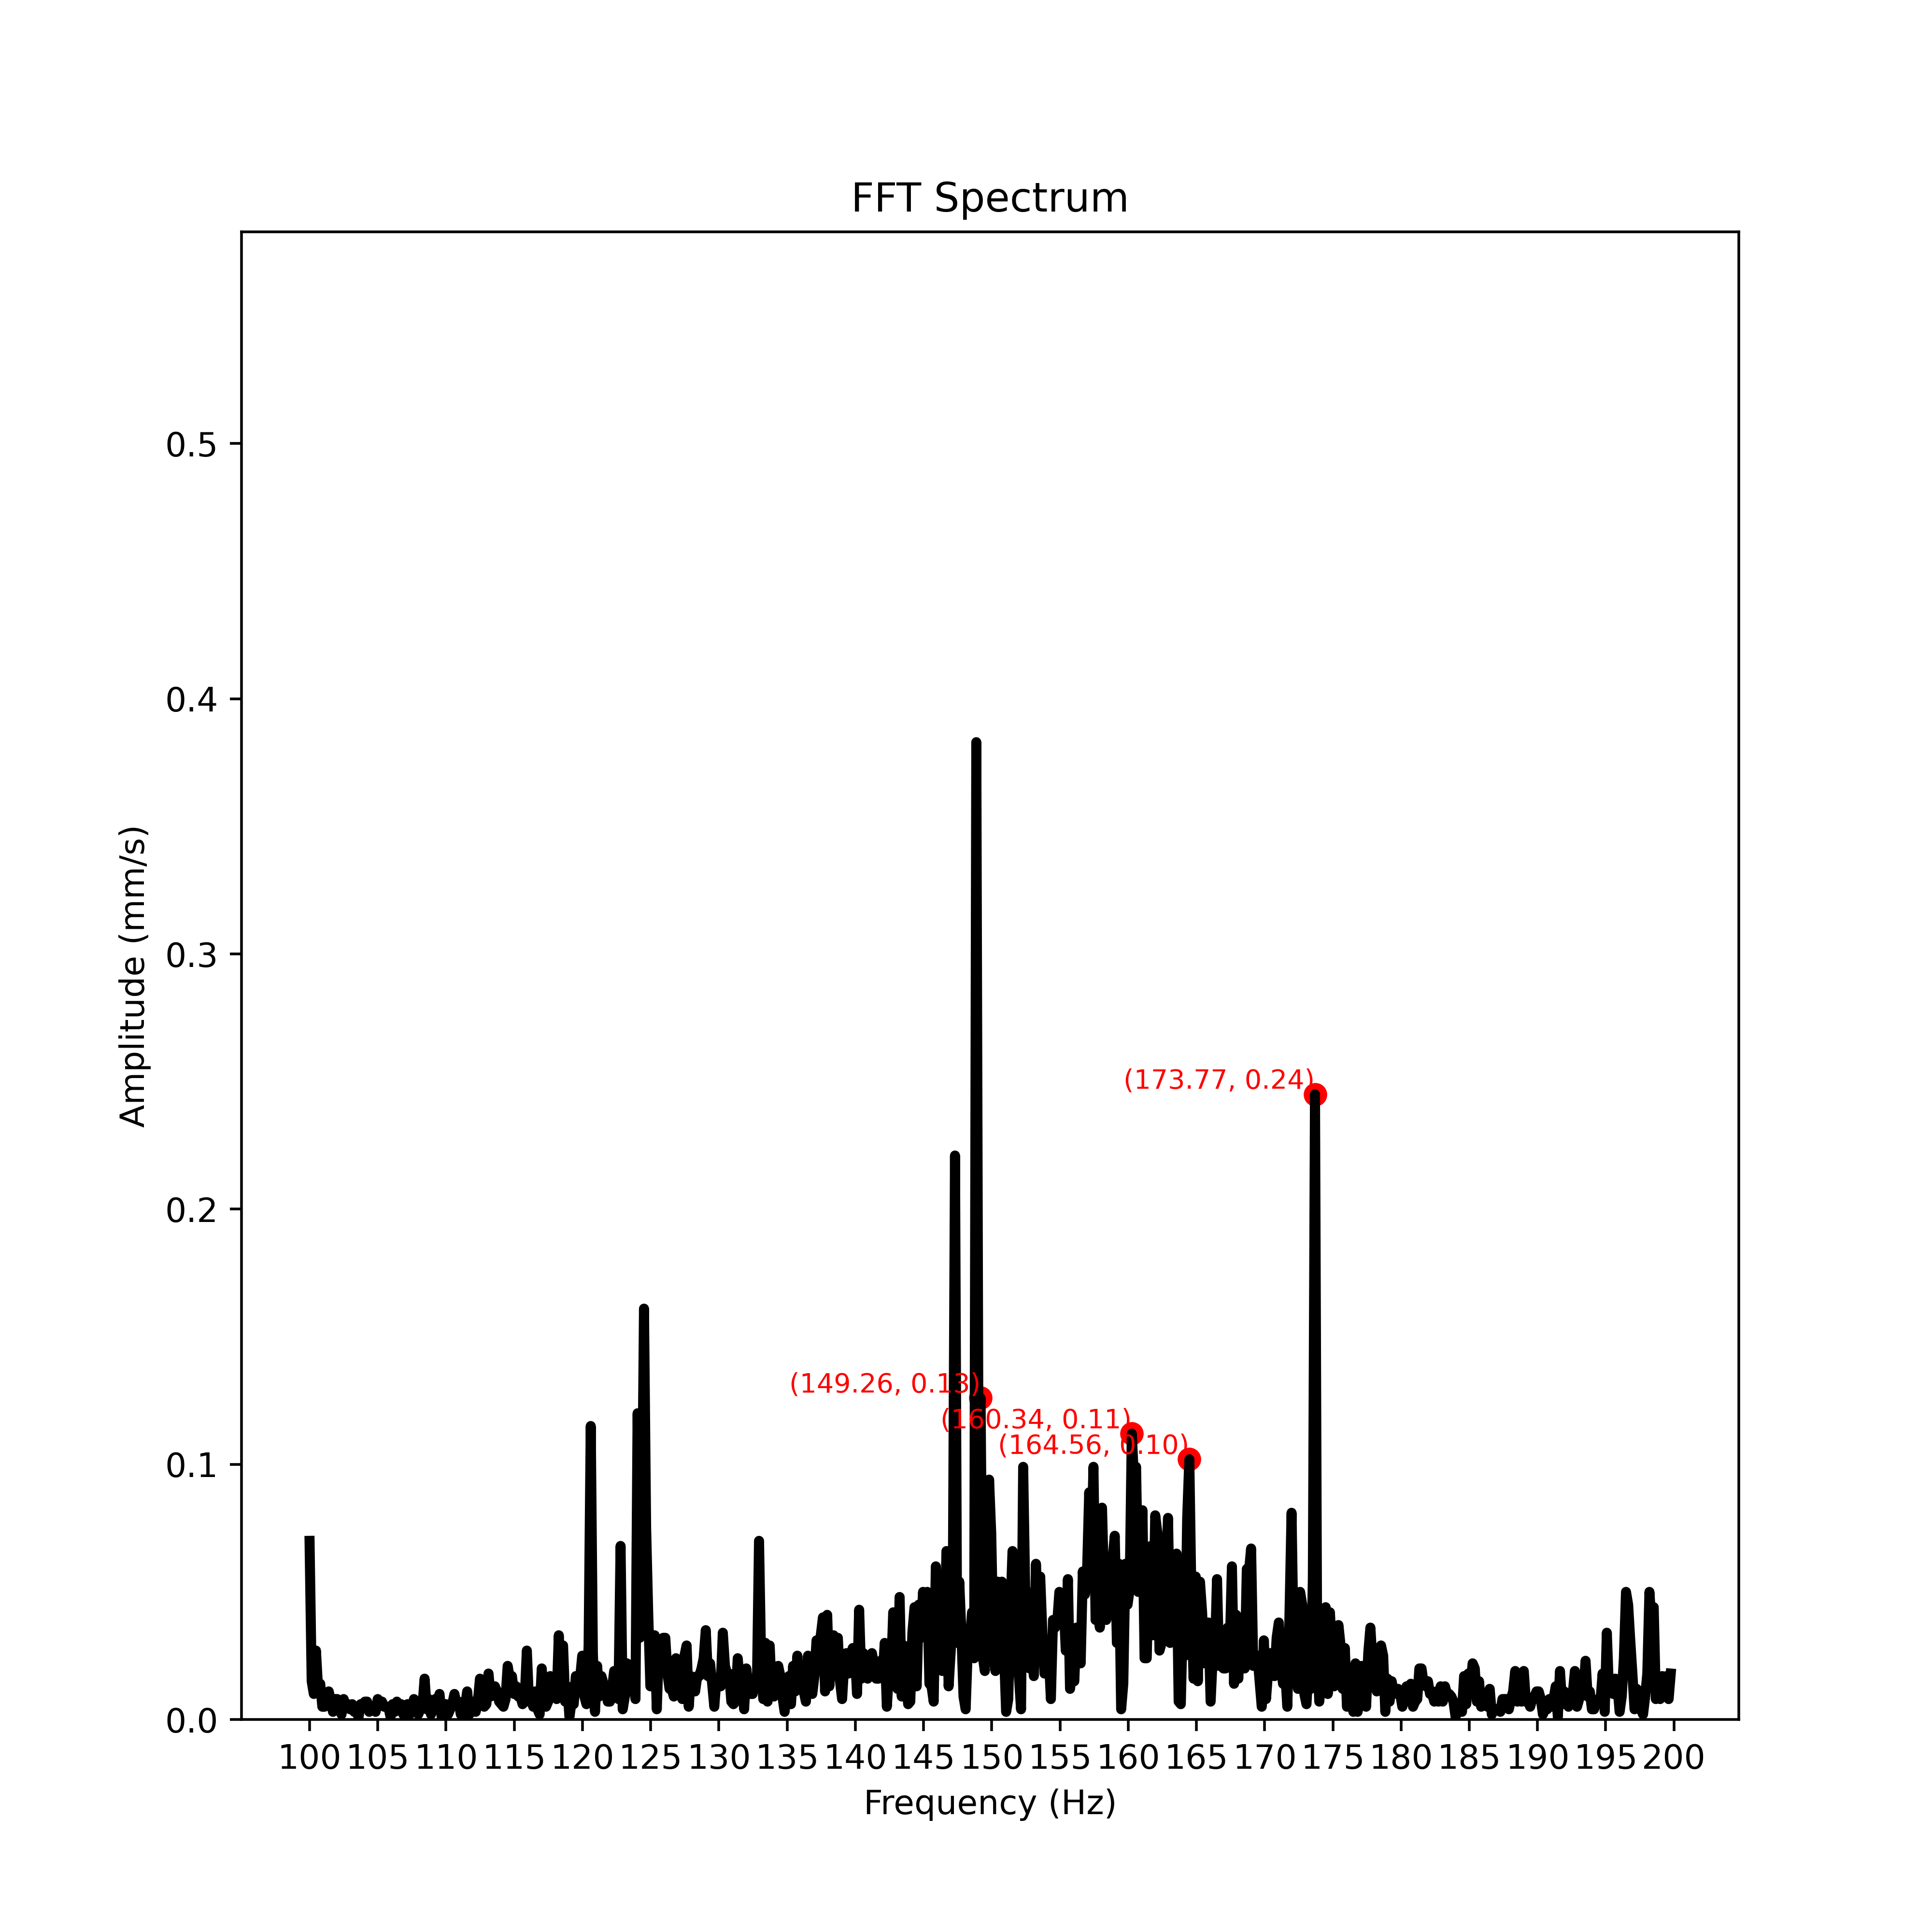 FFT Spectrum
Amplitude (mm/s)
0.5
0.4
0.3
0.2
0.1
0.0
(173.77, 0.24)
(149.26, 0.13)
(160.34, 0.11)
(164.56, 0.10)
100 105 110 115 120 125 130 135 140 145 150 155 160 165 170 175 180 185 190 195 200
Frequency (Hz)